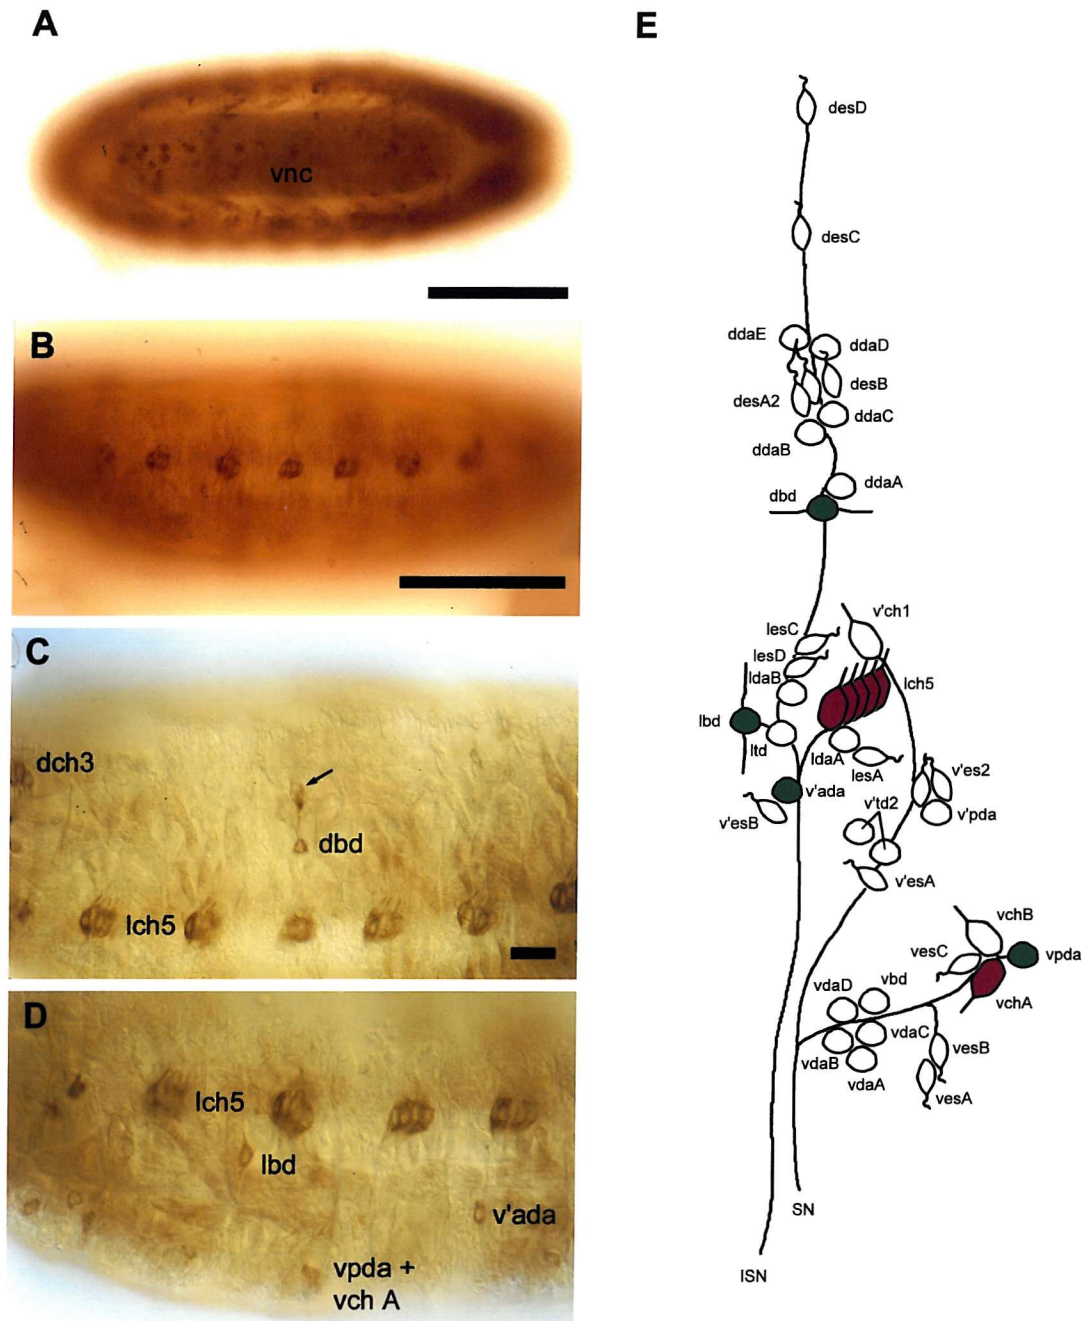 A
vnc
B
C
dch3
dbd
lch5
D
lch5
lbd
v'ada
vpda +
vch A
E
desD
desC
ddaE
ddaD
desB
desA2
ddaC
ddaB
ddaA
dbd
v'ch1
lesC
lesD
ldaB
lch5
lbd
ltd
ldaA
lesA
v'es2
v'ada
v'td2
v'pda
v'esB
v'esA
vchB
vesC
vpda
vdaD
vbd
vchA
vdaC
vesB
vdaB
vdaA
vesA
SN
ISN